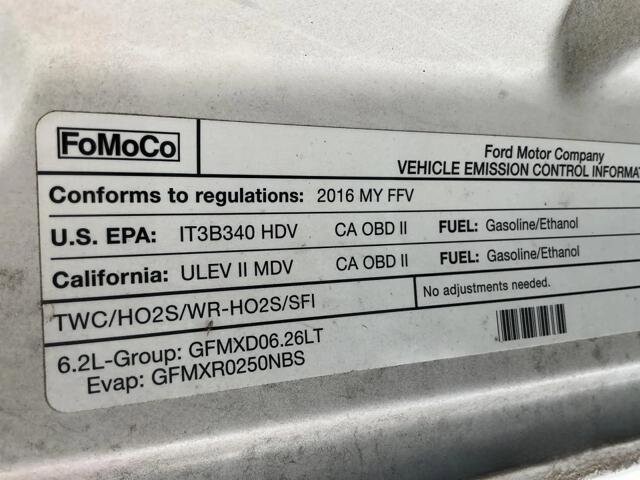 FoMoCo
Ford Motor Company
VEHICLE EMISSION CONTROL
Conforms to regulations: 2016 MY FFV
U.S. EPA: IT3B340 HDV CA OBD II FUEL: Gasoline/Ethanol
California: ULEV II MDV CA OBD II FUEL: Gasoline/Ethanol
TWC/HO2S/WR-HO2S/SFI
No adjustments needed.
6.2L-Group: GFMXD06.26LT
Evap: GFMXR0250NBS